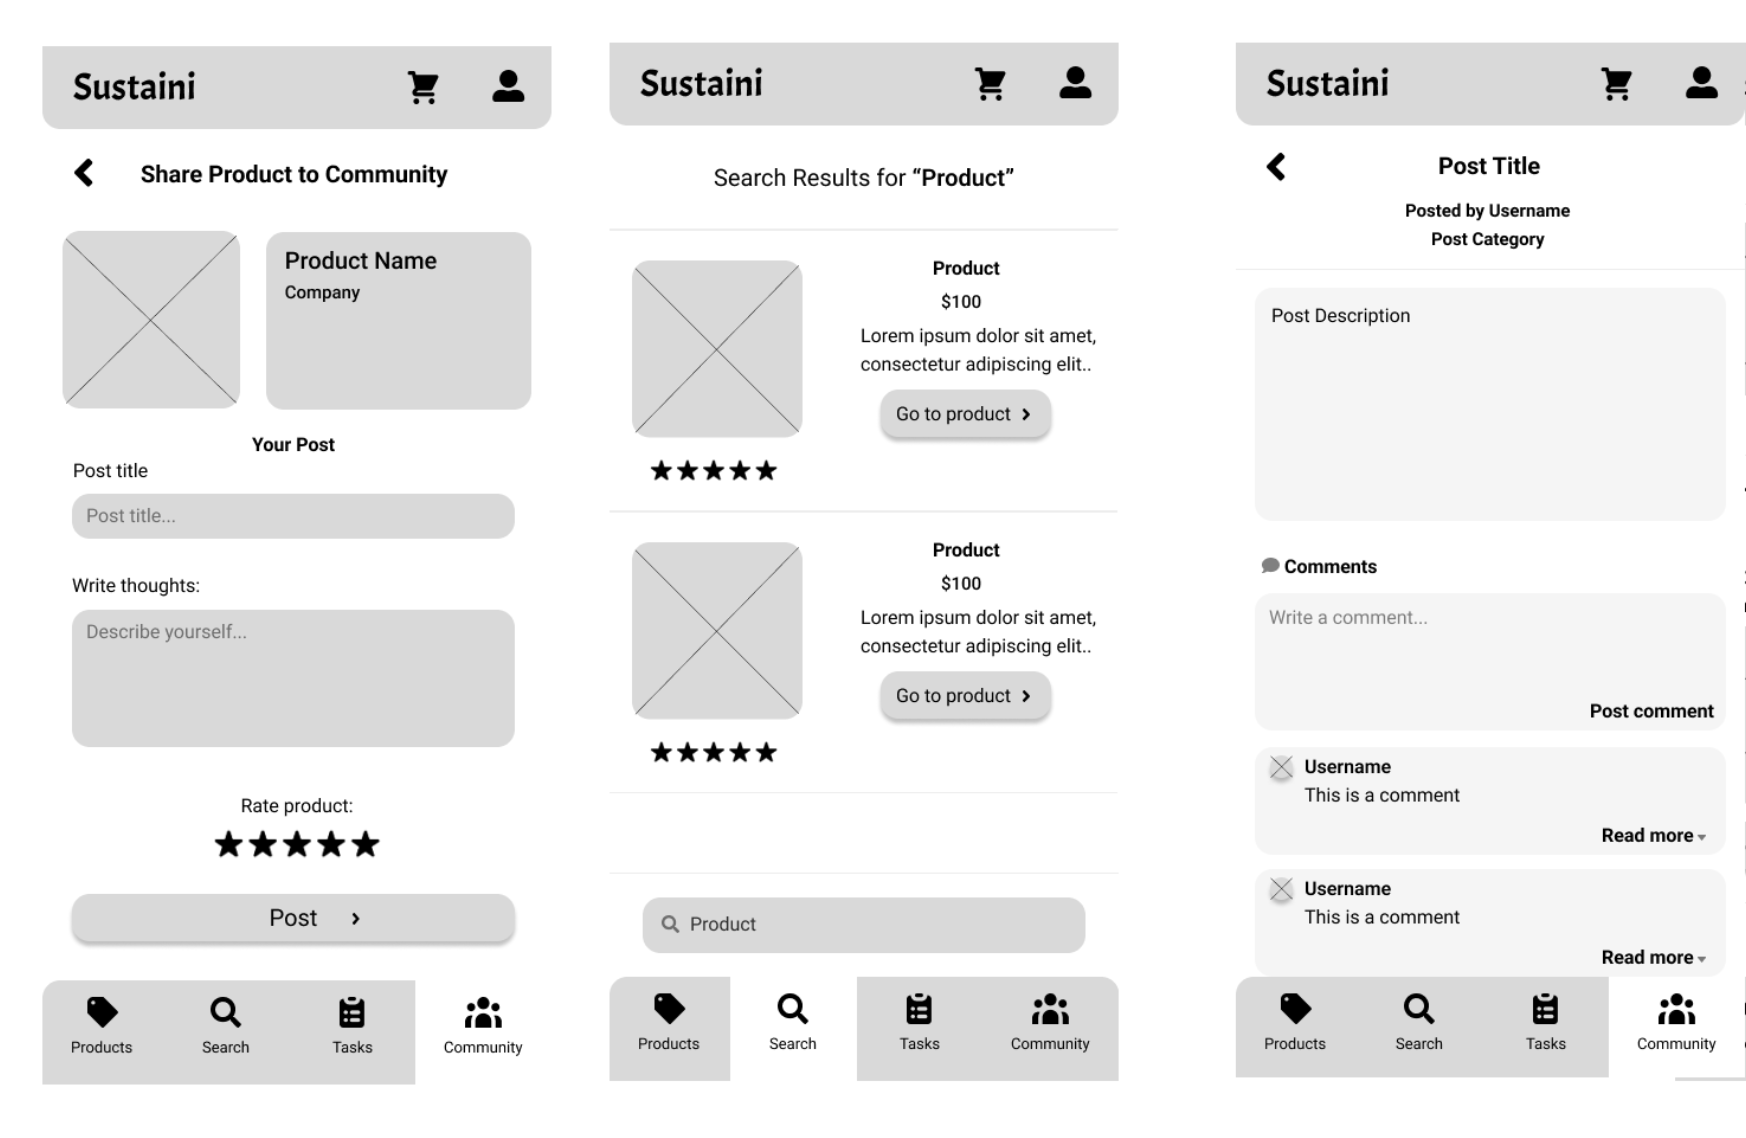 Sustaini
Share Product to Community
Product Name
Company
Your Post
Post title
Post title...
Write thoughts:
Describe yourself...
Rate product:
Post
Products
Search
Tasks
Community
Sustaini
Search Results for “Product”
Product
$100
Lorem ipsum dolor sit amet,
consectetur adipiscing elit..
Go to product
Product
$100
Lorem ipsum dolor sit amet,
consectetur adipiscing elit..
Go to product
Product
Products
Search
Tasks
Community
Sustaini
Post Title
Posted by Username
Post Category
Post Description
Comments
Write a comment...
Post comment
Username
This is a comment
Read more
Username
This is a comment
Read more
Products
Search
Tasks
Community